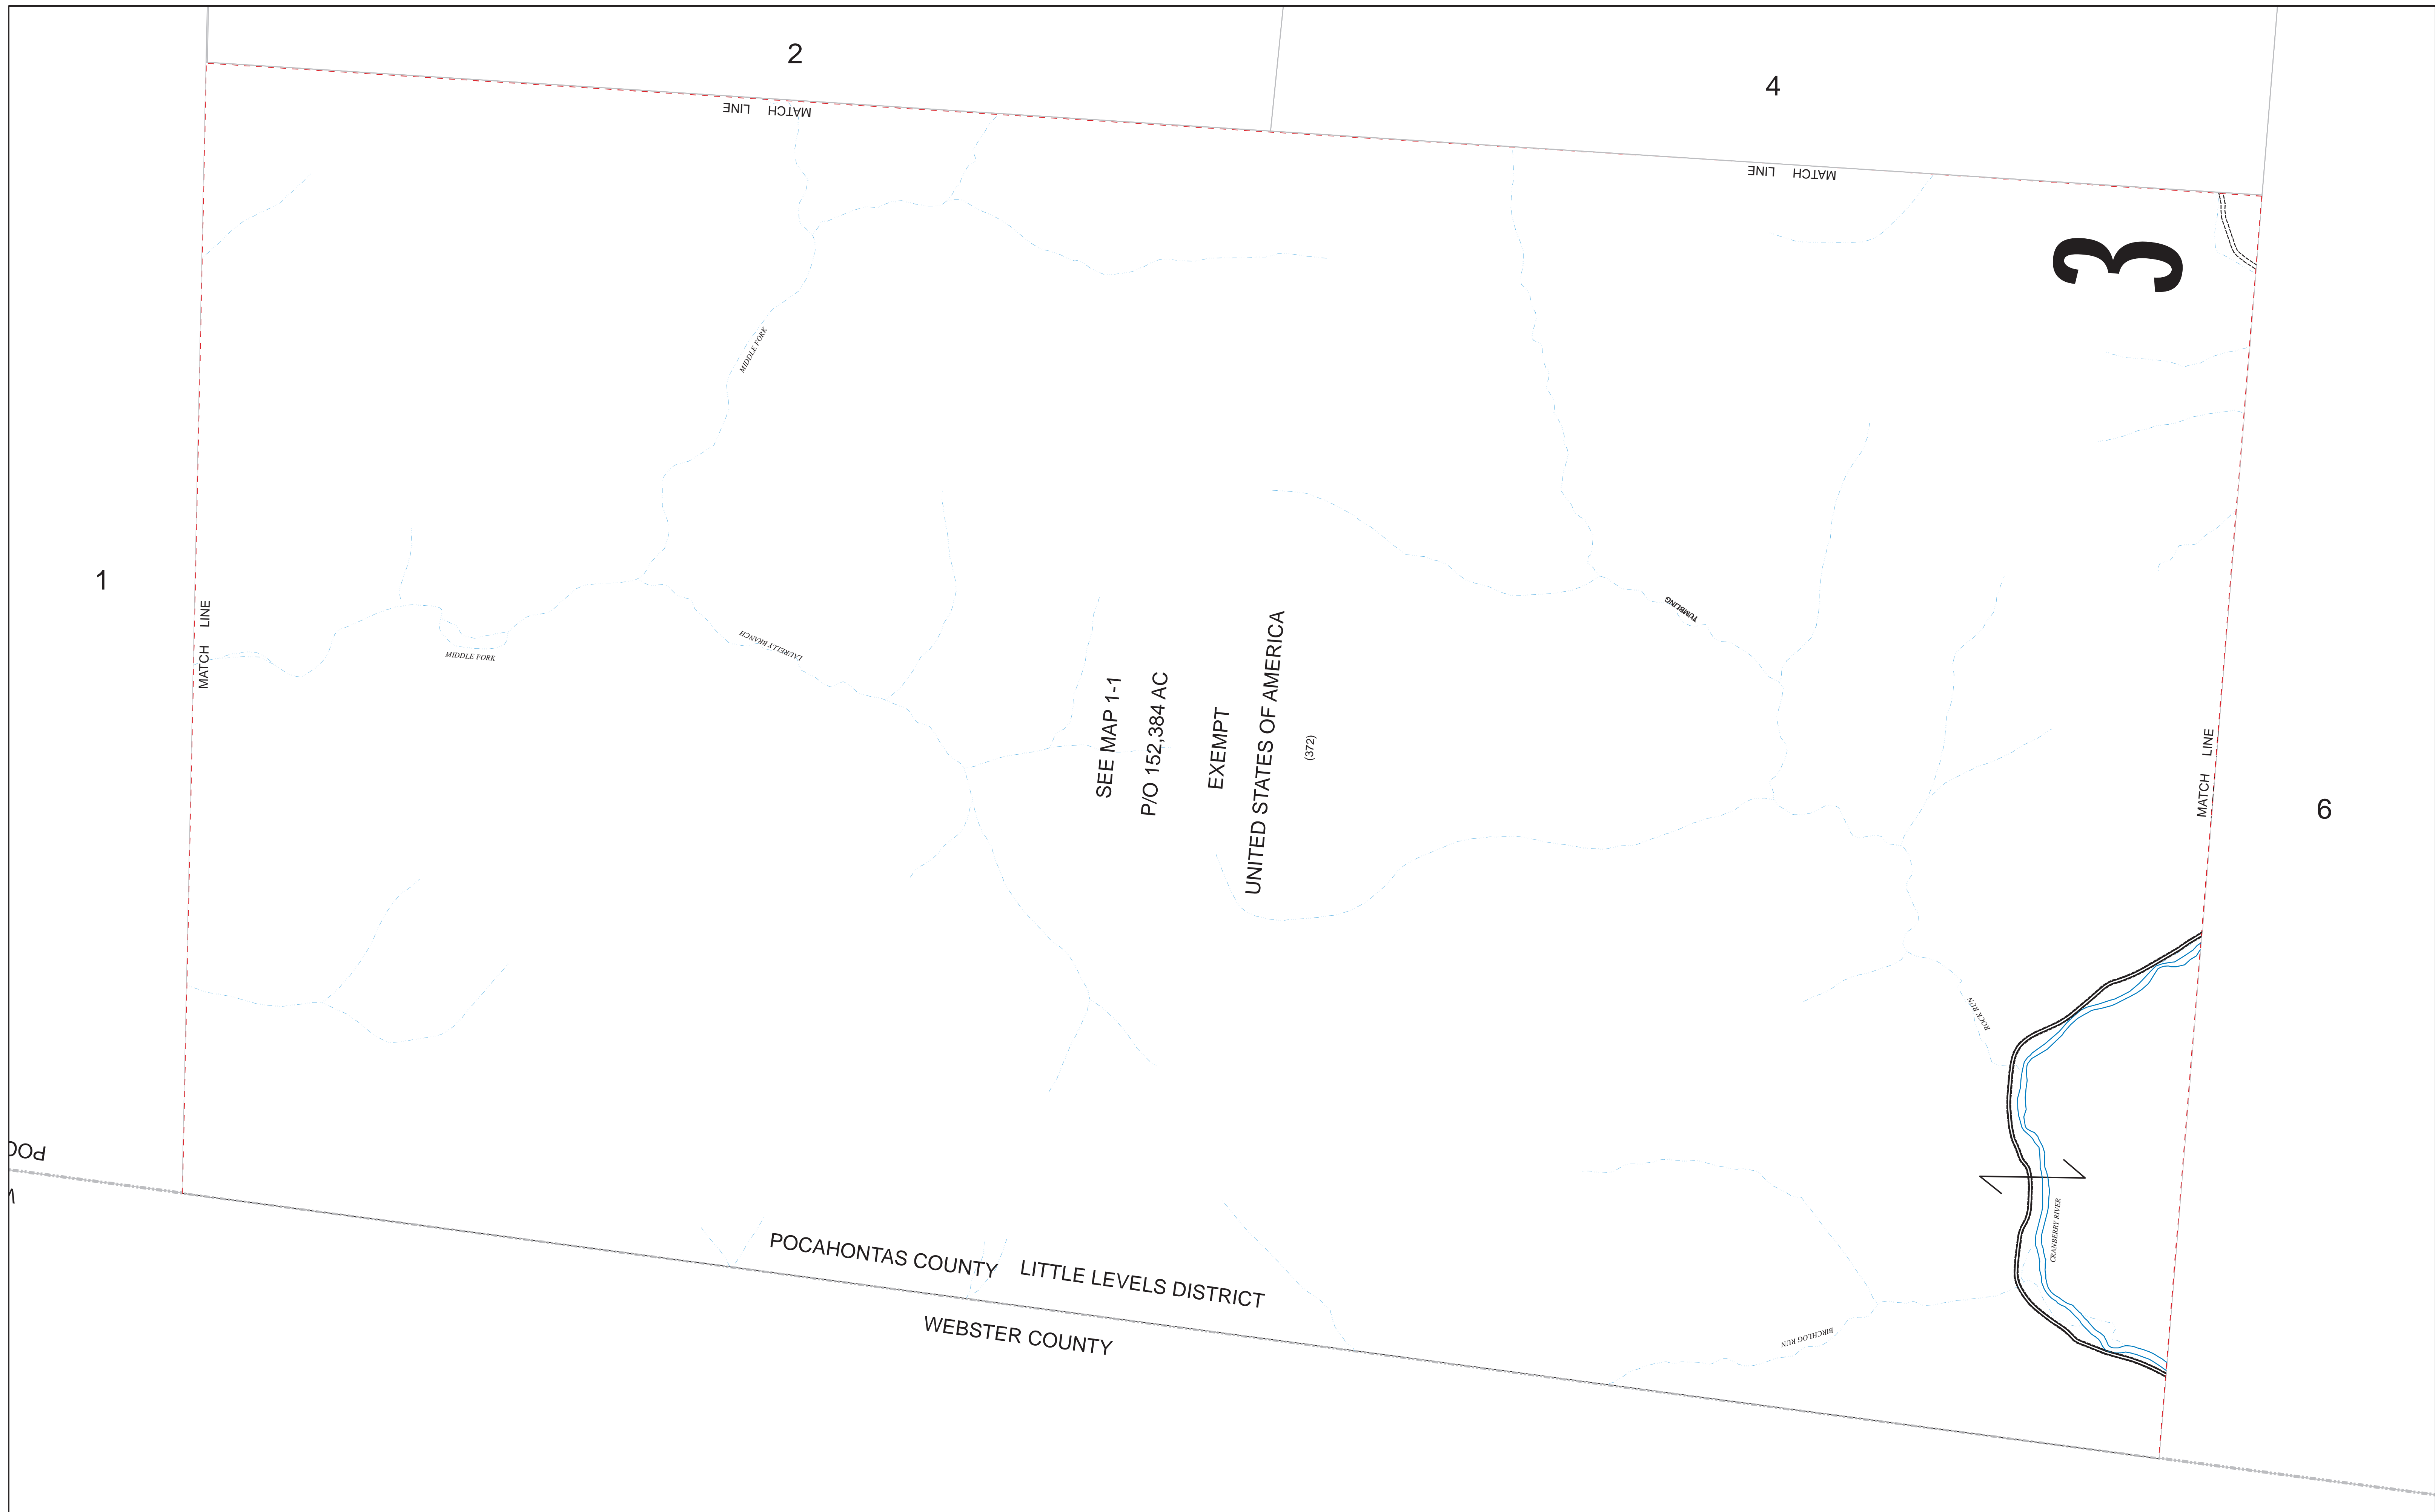 2
4
MATCH LINE
MATCH LINE
3
MIDDLE FORK
1
MATCH LINE
MIDDLE FORK
LAURELLY BRANCH
TUMBLING
SEE MAP 1-1
P/O 152,384 AC
EXEMPT
UNITED STATES OF AMERICA
(372)
MATCH LINE
6
ROCK RUN
CRANBERRY RIVER
BIRCHLOG RUN
POC
POCAHONTAS COUNTY LITTLE LEVELS DISTRICT
WEBSTER COUNTY